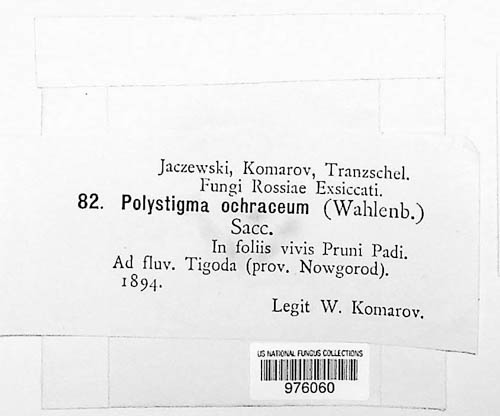 Jaczewski, Komarov, Tranzschel.
Fungi Rossiae Exsiccati.
82. Polystigma ochraceum (Wahlenb.)
Sacc.
In foliis vivis Pruni Padi.
Ad fluv. Tigoda (prov. Nowgorod).
1894.
Legit W. Komarov.
US NATIONAL FUNGUS COLLECTIONS
976060